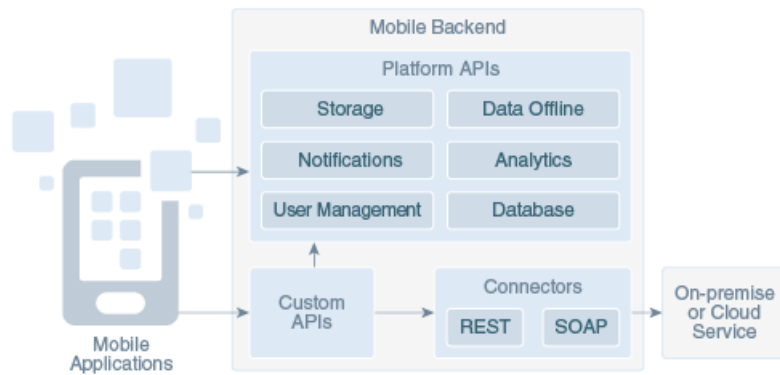 Mobile Backend
Platform APIs
Storage
Data Offline
Notifications
Analytics
User Management
Database
Custom
APIs
Connectors
REST
SOAP
On-premise
or Cloud
Service
Mobile
Applications